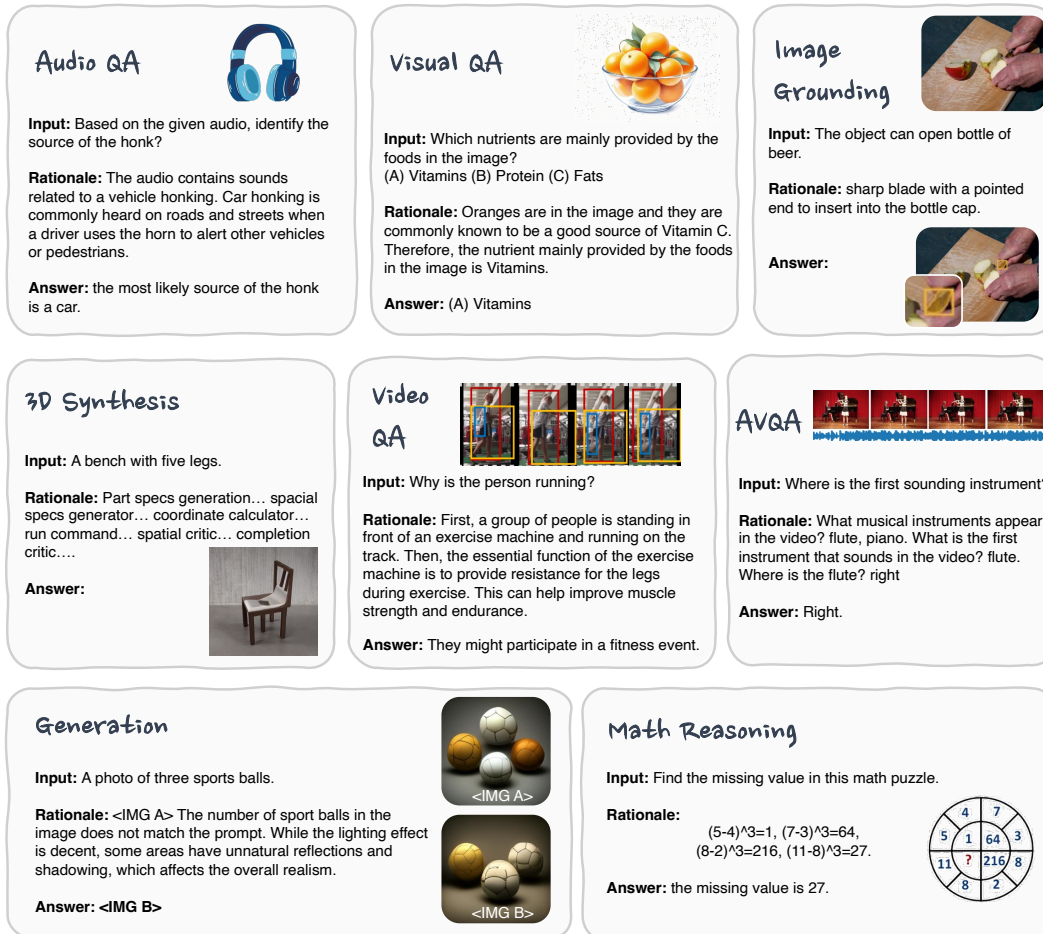 Audio QA
Input: Based on the given audio, identify the
source of the honk?
Rationale: The audio contains sounds
related to a vehicle honking. Car honking is
commonly heard on roads and streets when
a driver uses the horn to alert other vehicles
or pedestrians.
Answer: the most likely source of the honk
is a car.
Visual QA
Input: Which nutrients are mainly provided by the
foods in the image?
(A) Vitamins (B) Protein (C) Fats
Rationale: Oranges are in the image and they are
commonly known to be a good source of Vitamin C.
Therefore, the nutrient mainly provided by the foods
in the image is Vitamins.
Answer: (A) Vitamins
Image
Grounding
Input: The object can open bottle of
beer.
Rationale: sharp blade with a pointed
end to insert into the bottle cap.
Answer:
3D Synthesis
Input: A bench with five legs.
Rationale: Part specs generation… spacial
specs generator… coordinate calculator…
run command… spatial critic… completion
critic….
Answer:
Video
QA
Input: Why is the person running?
Rationale: First, a group of people is standing in
front of an exercise machine and running on the
track. Then, the essential function of the exercise
machine is to provide resistance for the legs
during exercise. This can help improve muscle
strength and endurance.
Answer: They might participate in a fitness event.
AVQA
Input: Where is the first sounding instrument?
Rationale: What musical instruments appear
in the video? flute, piano. What is the first
instrument that sounds in the video? flute.
Where is the flute? right
Answer: Right.
Generation
Input: A photo of three sports balls.
Rationale: <IMG A> The number of sport balls in the
image does not match the prompt. While the lighting effect
is decent, some areas have unnatural reflections and
shadowing, which affects the overall realism.
Answer: <IMG B>
<IMG A>
<IMG B>
Math Reasoning
Input: Find the missing value in this math puzzle.
Rationale:
(5-4)^3=1, (7-3)^3=64,
(8-2)^3=216, (11-8)^3=27.
Answer: the missing value is 27.
4 7
5 1 64 3
11 ? 216 8
8 2